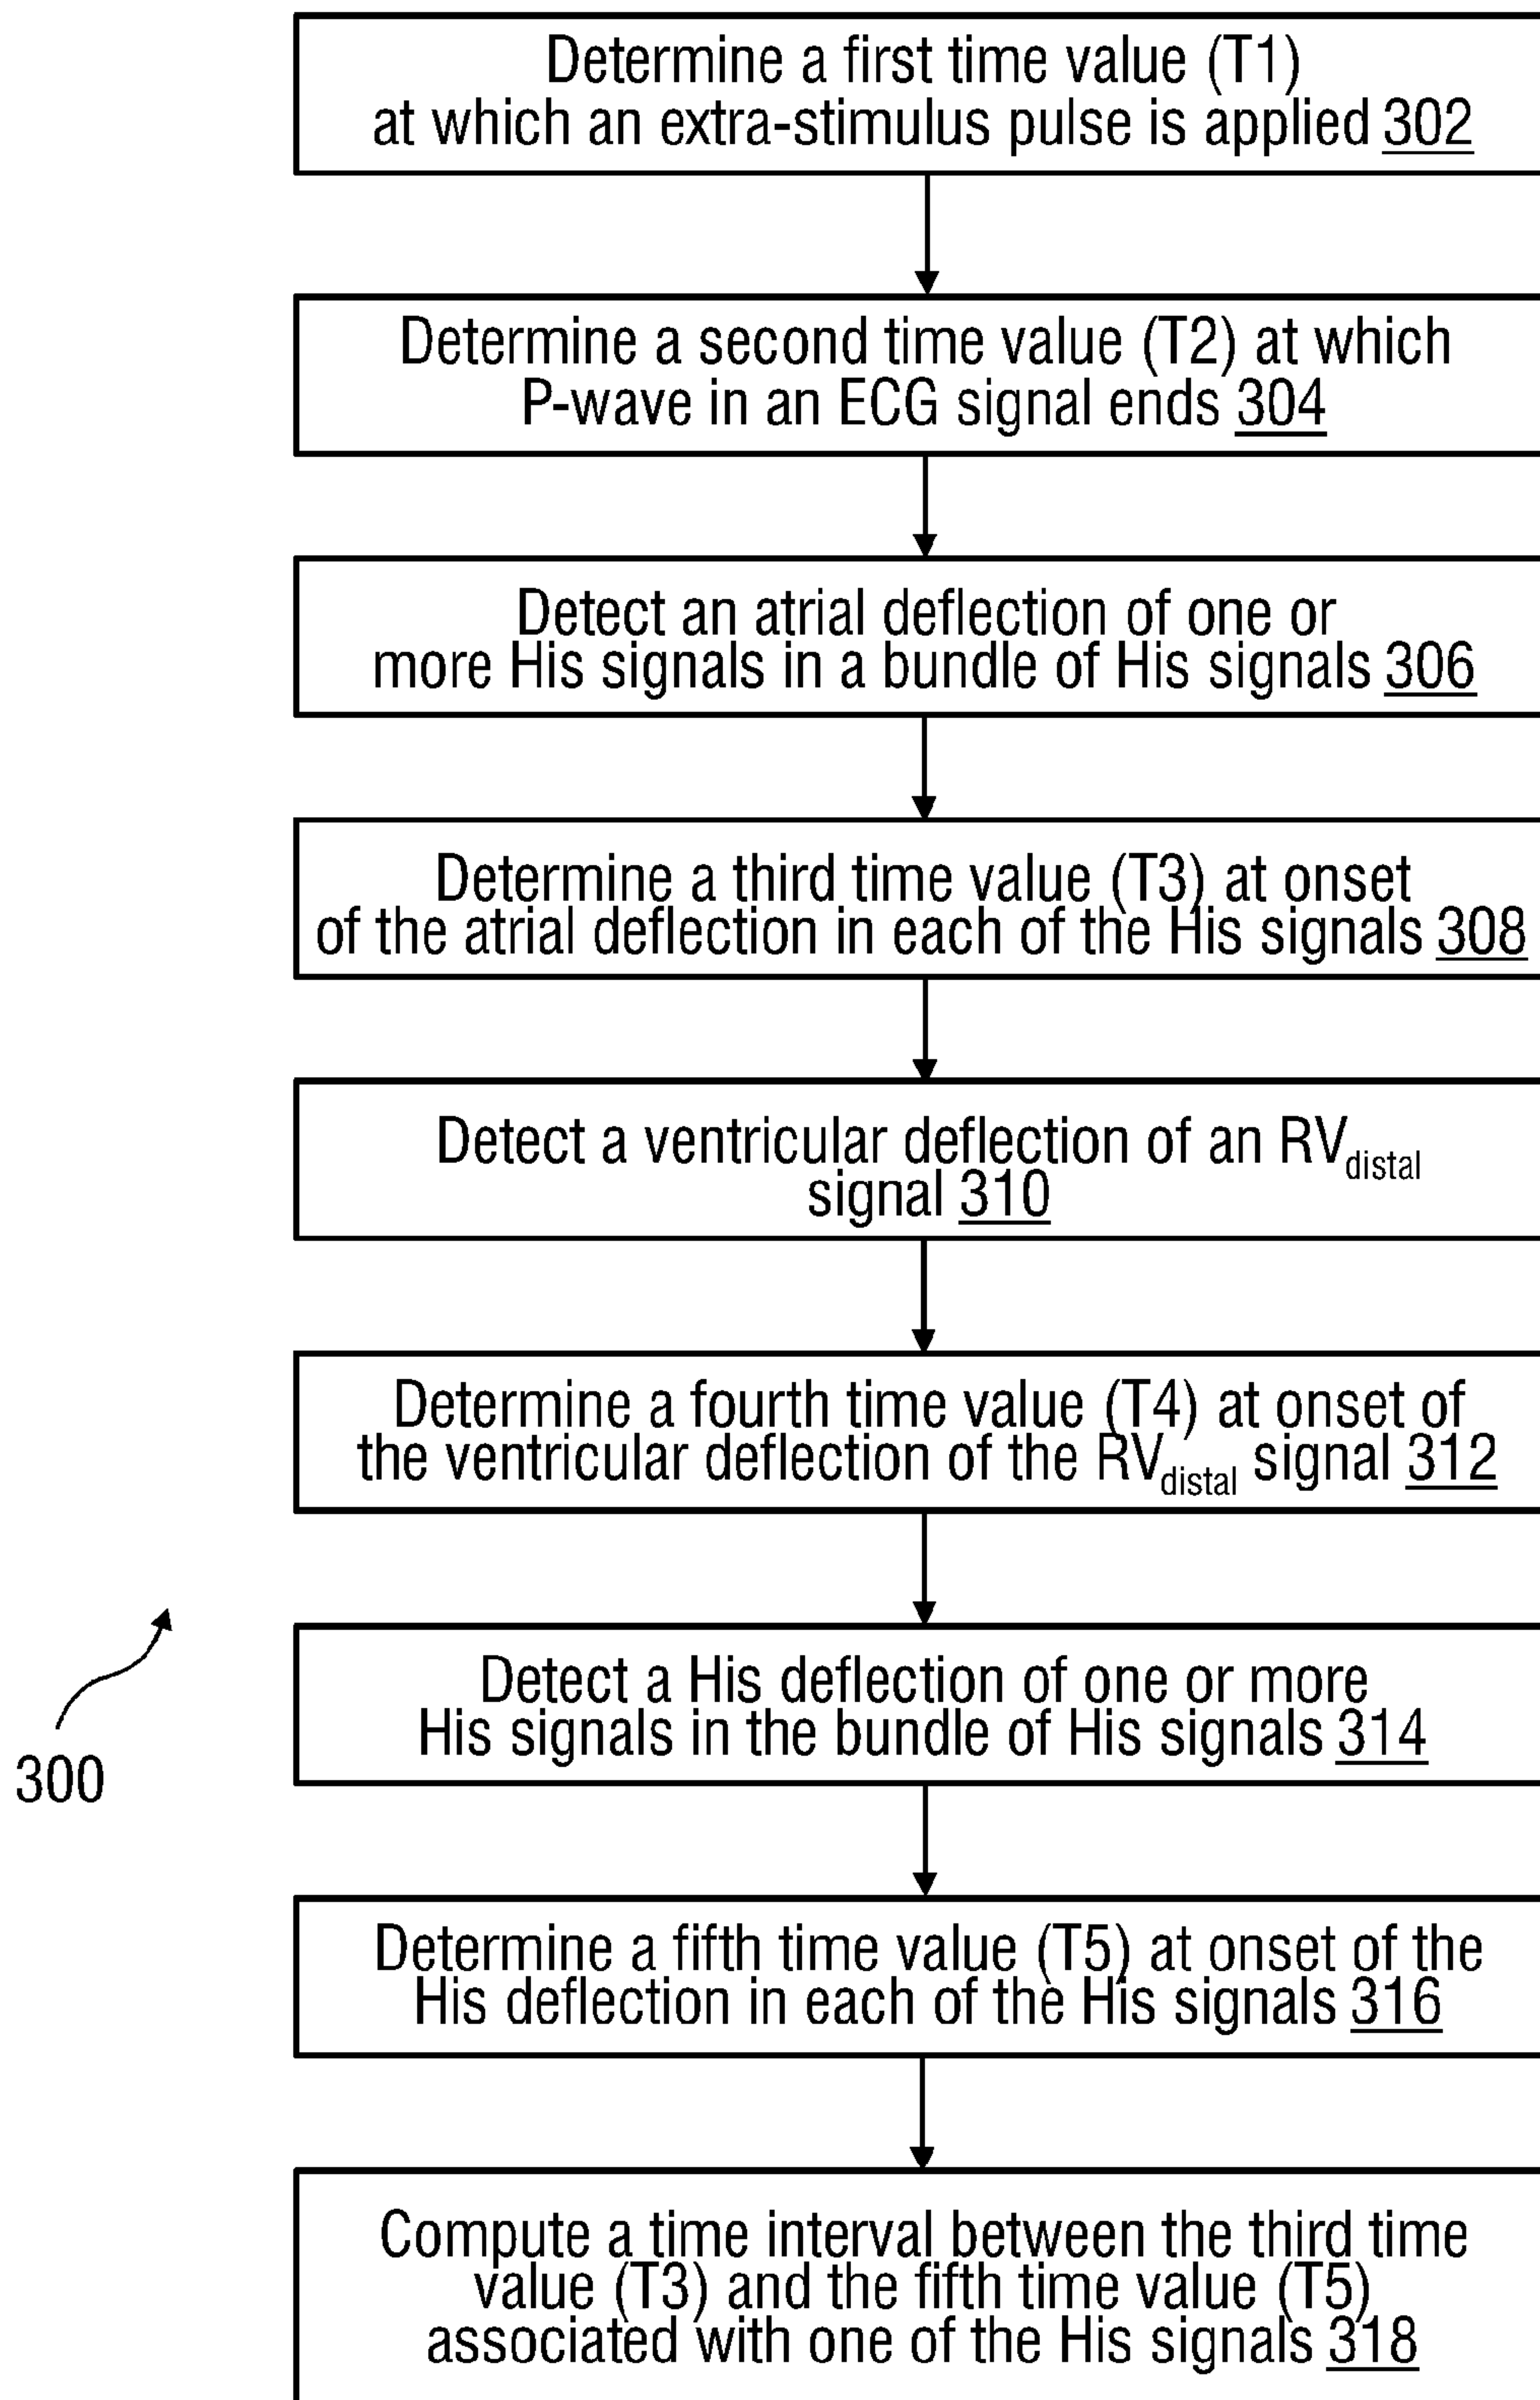 Determine a first time value (T1)
at which an extra-stimulus pulse is applied 302
Determine a second time value (T2) at which
P-wave in an ECG signal ends 304
Detect an atrial deflection of one or
more His signals in a bundle of His signals 306
Determine a third time value (T3) at onset
of the atrial deflection in each of the His signals 308
Detect a ventricular deflection of an RVdistal
signal 310
Determine a fourth time value (T4) at onset of
the ventricular deflection of the RVdistal signal 312
Detect a His deflection of one or more
His signals in the bundle of His signals 314
300
Determine a fifth time value (T5) at onset of the
His deflection in each of the His signals 316
Compute a time interval between the third time
value (T3) and the fifth time value (T5)
associated with one of the His signals 318